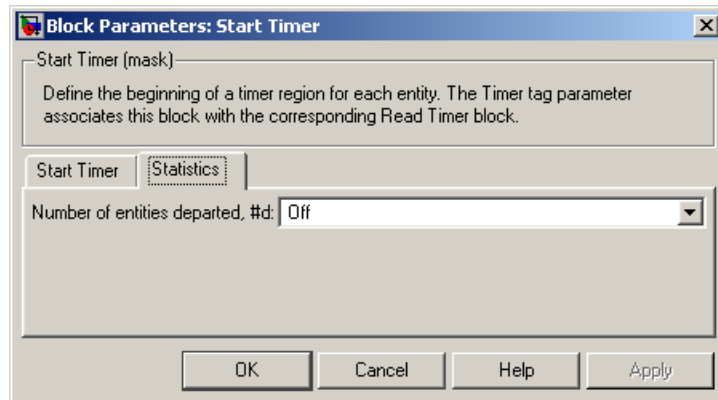 Block Parameters: Start Timer
Start Timer (mask)
Define the beginning of a timer region for each entity. The Timer tag parameter
associates this block with the corresponding Read Timer block.
Start Timer Statistics
Number of entities departed, #d: Off
OK Cancel Help Apply